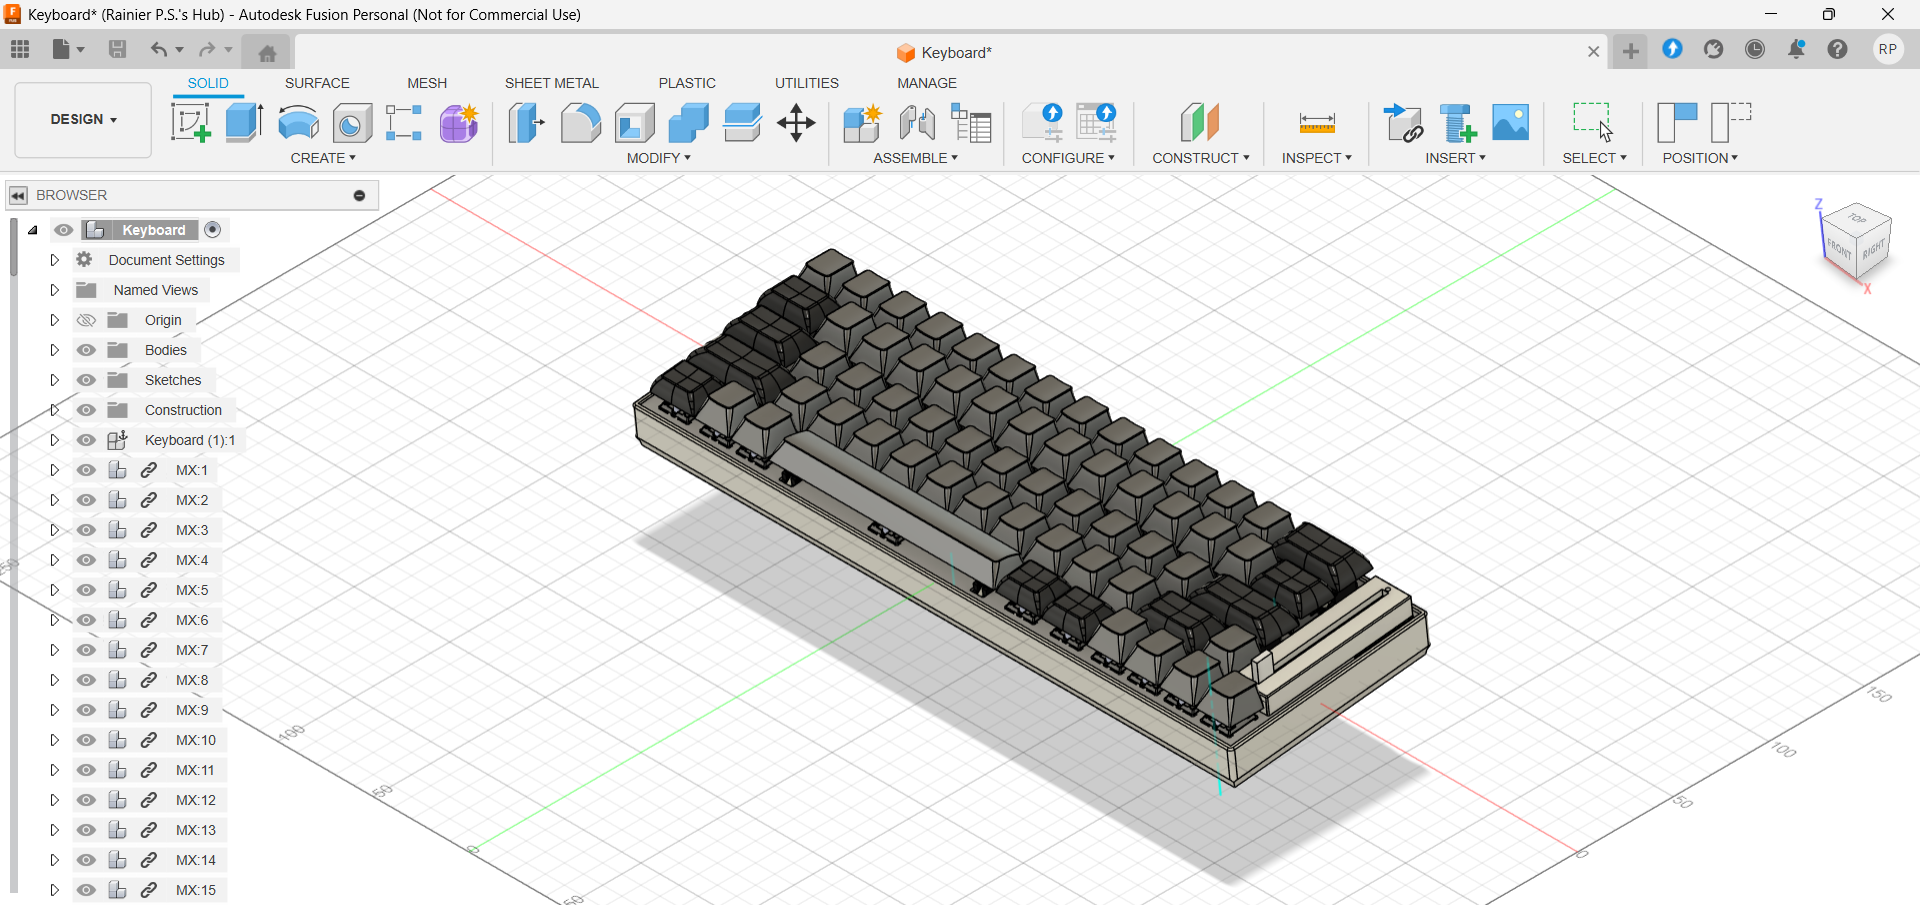 Keyboard* (Rainier P.S.'s Hub) - Autodesk Fusion Personal (Not for Commercial Use)
Keyboard*
RP
DESIGN
SOLID SURFACE MESH SHEET METAL PLASTIC UTILITIES MANAGE
CREATE MODIFY ASSEMBLE CONFIGURE CONSTRUCT INSPECT INSERT SELECT POSITION
BROWSER
Keyboard
Document Settings
Named Views
Origin
Bodies
Sketches
Construction
Keyboard (1):1
MX:1
MX:2
MX:3
MX:4
MX:5
MX:6
MX:7
MX:8
MX:9
MX:10
MX:11
MX:12
MX:13
MX:14
MX:15
Z
TOP
FRONT
RIGHT
X
250
100
50
0
50
0
50
100
150